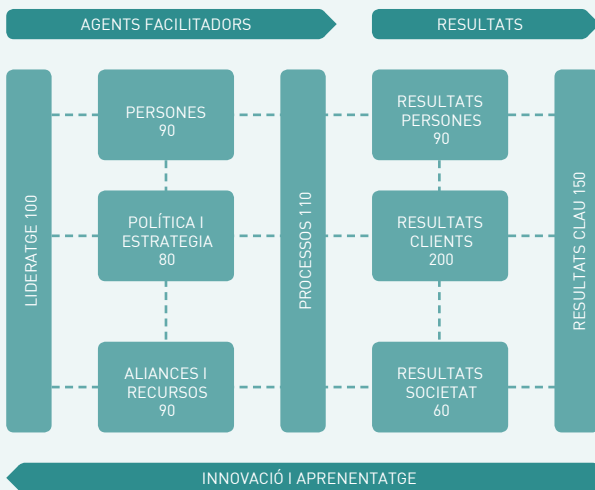 AGENTS FACILITADORS
RESULTATS
LIDERATGE 100
PERSONES
90
POLÍTICA I
ESTRATEGIA
80
ALIANCES I
RECURSOS
90
PROCESSOS 110
RESULTATS
PERSONES
90
RESULTATS
CLIENTS
200
RESULTATS
SOCIETAT
60
RESULTATS CLAU 150
INNOVACIÓ I APRENENTATGE